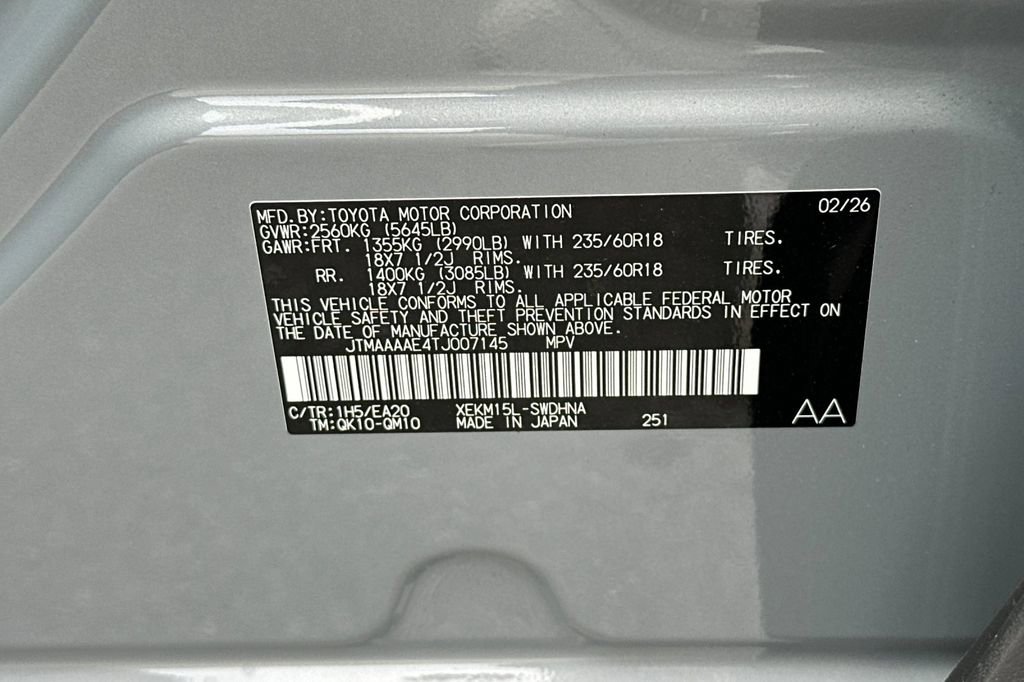 MFD.BY:TOYOTA MOTOR CORPORATION 02/26
GVWR:2560KG (5645LB)
GAWR:FRT. 1355KG (2990LB) WITH 235/60R18 TIRES.
18X7 1/2J RIMS.
RR. 1400KG (3085LB) WITH 235/60R18 TIRES.
18X7 1/2J RIMS.
THIS VEHICLE CONFORMS TO ALL APPLICABLE FEDERAL MOTOR
VEHICLE SAFETY AND THEFT PREVENTION STANDARDS IN EFFECT ON
THE DATE OF MANUFACTURE SHOWN ABOVE.
JTMAAAAE4TJ007145 MPV
C/TR:1H5/EA20 XEKM15L-SWDHNA
TM:QK10-QM10 MADE IN JAPAN 251 AA